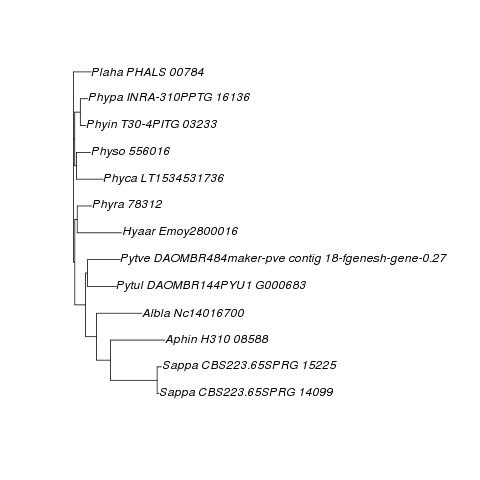 Plaha PHALS 00784
Phypa INRA-310PPTG 16136
Phyin T30-4PITG 03233
Physo 556016
Phyca LT1534531736
Phyra 78312
Hyaar Emoy2800016
Pytve DAOMBR484maker-pve contig 18-fgenesh-gene-0.27
Pytul DAOMBR144PYU1 G000683
Albla Nc14016700
Aphin H310 08588
Sappa CBS223.65SPRG 15225
Sappa CBS223.65SPRG 14099